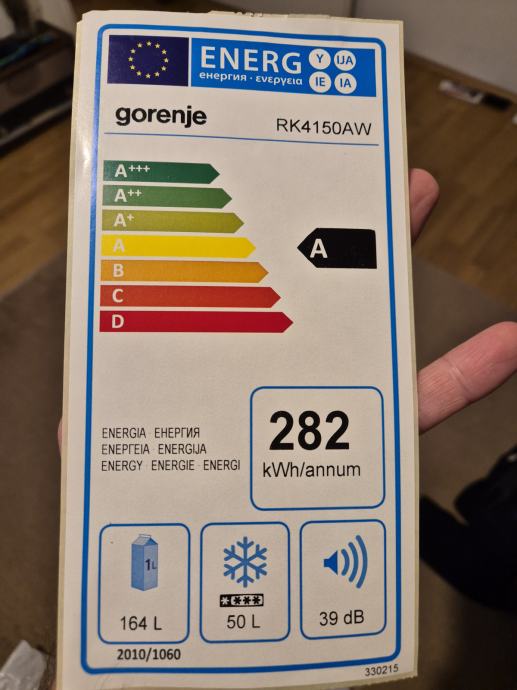 ENERG Y IJA
енергия · ενεργεια IE IA
gorenje
RK4150AW
A+++
A++
A+
A
B
C
D
A
ENERGIA · ЕНЕРГИЯ
ΕΝΕΡΓΕΙΑ · ENERGIJA
ENERGY · ENERGIE · ENERGI
282
kWh/annum
1L
164 L
50 L
39 dB
2010/1060
330215